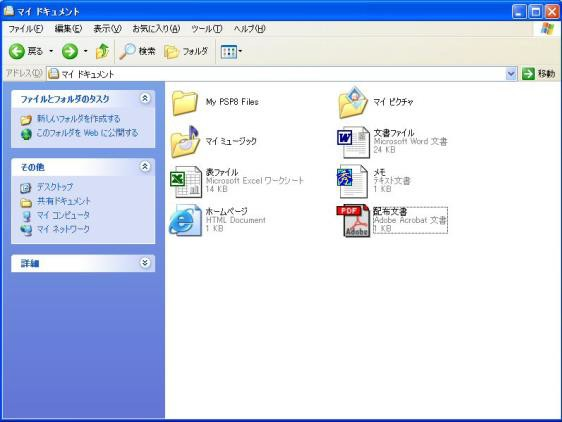 マイ ドキュメント
ファイル(F) 編集(E) 表示(V) お気に入り(A) ツール(T) ヘルプ(H)
戻る 検索 フォルダ
アドレス(D) マイ ドキュメント 移動
ファイルとフォルダのタスク
新しいフォルダを作成する
このフォルダを Web に公開する
その他
デスクトップ
共有ドキュメント
マイ コンピュータ
マイ ネットワーク
詳細
My PSP8 Files
マイ ピクチャ
マイ ミュージック
文書ファイル
Microsoft Word 文書
24 KB
表ファイル
Microsoft Excel ワークシート
14 KB
メモ
テキスト文書
1 KB
ホームページ
HTML Document
1 KB
PDF
Adobe
配布文書
Adobe Acrobat 文書
1 KB